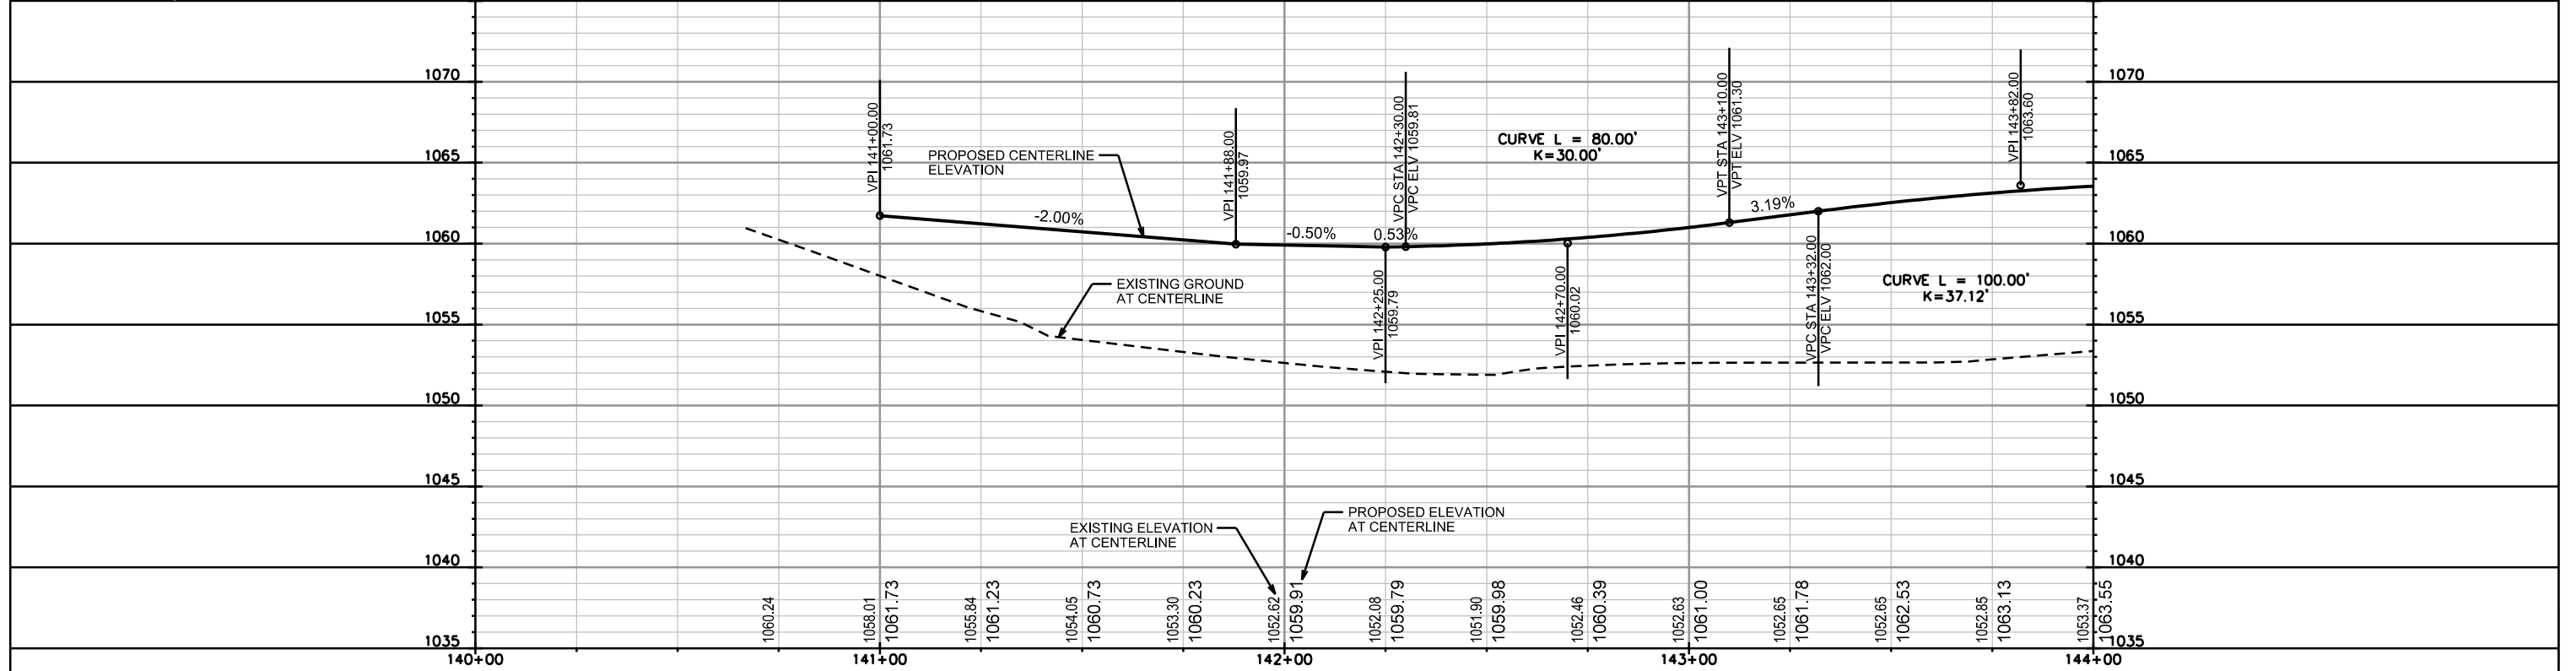 1070
1065
1060
1055
1050
1045
1040
1035
1070
1065
1060
1055
1050
1045
1040
1035
VPI 141+00.00
1061.73
PROPOSED CENTERLINE
ELEVATION
-2.00%
VPI 141+88.00
1059.97
-0.50%
VPC STA 142+30.00
VPC ELV 1059.81
0.53%
CURVE L = 80.00'
K=30.00'
VPT STA 143+10.00
VPT ELV 1061.30
3.19%
VPI 143+82.00
1063.60
EXISTING GROUND
AT CENTERLINE
VPI 142+25.00
1059.79
VPI 142+70.00
1060.02
VPC STA 143+32.00
VPC ELV 1062.00
CURVE L = 100.00'
K=37.12'
EXISTING ELEVATION
AT CENTERLINE
PROPOSED ELEVATION
AT CENTERLINE
1060.24
1058.01
1061.73
1055.84
1061.23
1054.05
1060.73
1053.30
1060.23
1052.62
1059.91
1052.08
1059.79
1051.90
1059.98
1052.46
1060.39
1052.63
1061.00
1052.65
1061.78
1052.65
1062.53
1052.85
1063.13
1053.37
1063.55
140+00
141+00
142+00
143+00
144+00